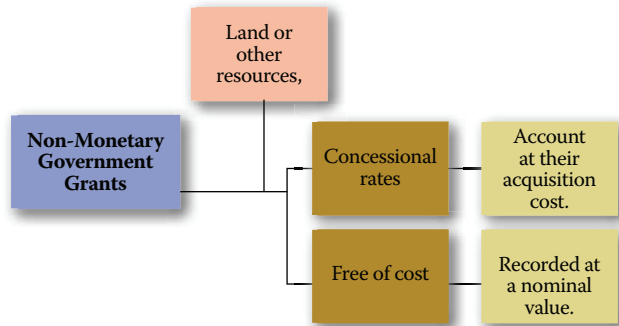 Land or
other
resources,
Non-Monetary
Government
Grants
Concessional
rates
Account
at their
acquisition
cost.
Free of cost
Recorded at
a nominal
value.